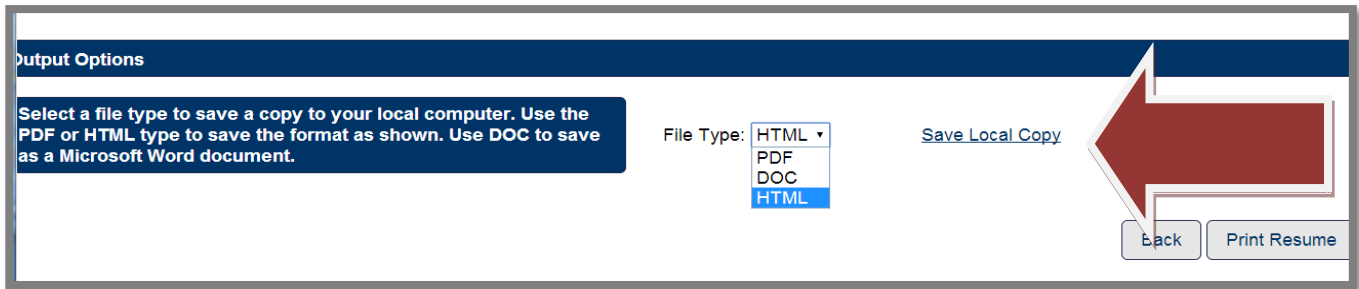 Output Options
Select a file type to save a copy to your local computer. Use the
PDF or HTML type to save the format as shown. Use DOC to save
as a Microsoft Word document.
File Type: HTML Save Local Copy
PDF
DOC
HTML
Back Print Resume